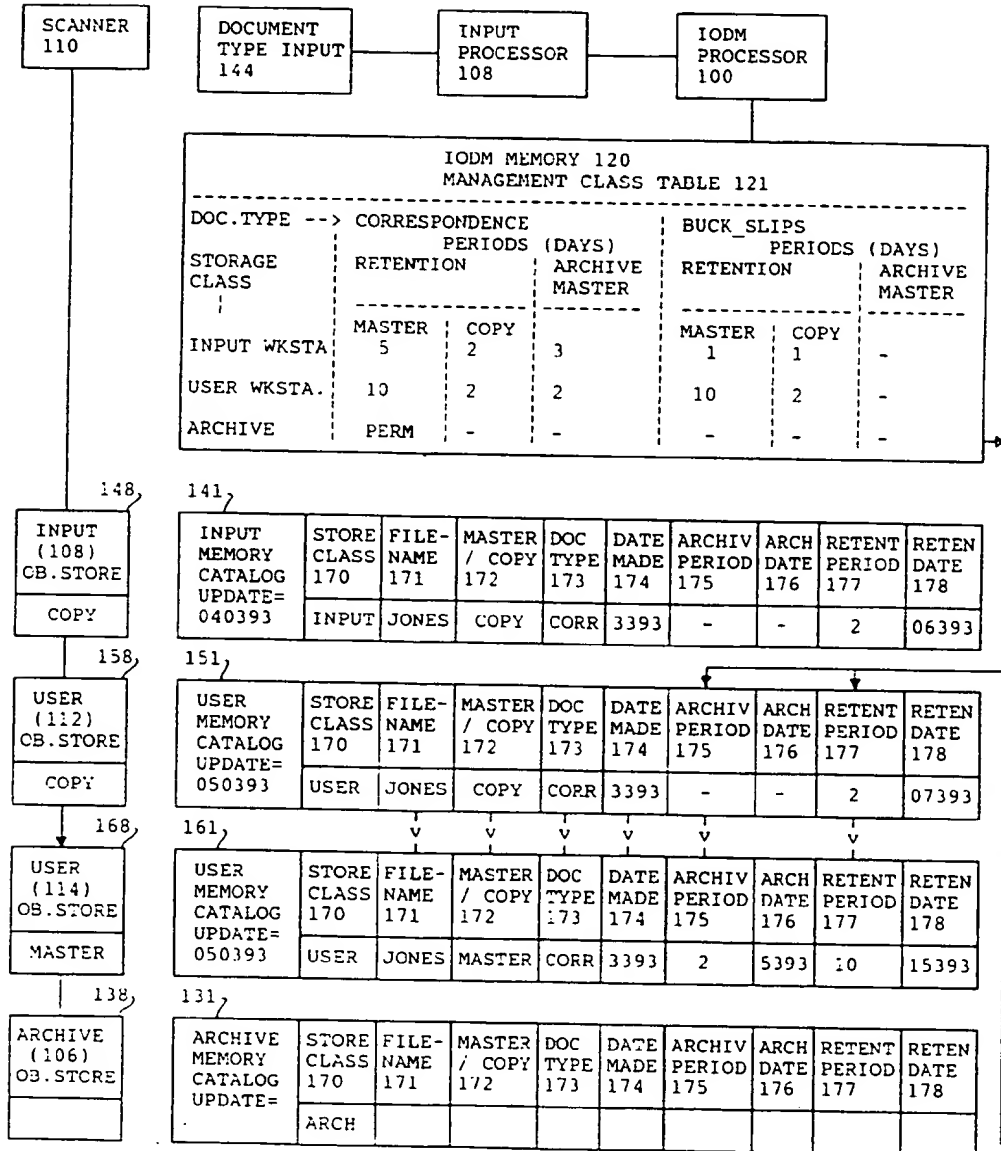 SCANNER
110
DOCUMENT
TYPE INPUT
144
INPUT
PROCESSOR
108
IODM
PROCESSOR
100
IODM MEMORY 120
MANAGEMENT CLASS TABLE 121
DOC.TYPE --> CORRESPONDENCE BUCK_SLIPS
PERIODS (DAYS) PERIODS (DAYS)
STORAGE RETENTION ARCHIVE RETENTION ARCHIVE
CLASS MASTER MASTER
MASTER COPY MASTER COPY
INPUT WKSTA 5 2 3 1 1 -
USER WKSTA. 10 2 2 10 2 -
ARCHIVE PERM - - - - -
148
INPUT
(108)
OB.STORE
COPY
141
INPUT STORE FILE- MASTER DOC DATE ARCHIV ARCH RETENT RETEN
MEMORY CLASS NAME / COPY TYPE MADE PERIOD DATE PERIOD DATE
CATALOG 170 171 172 173 174 175 176 177 178
UPDATE=
040393 INPUT JONES COPY CORR 3393 - - 2 06393
158
USER
(112)
OB.STORE
COPY
151
USER STORE FILE- MASTER DOC DATE ARCHIV ARCH RETENT RETEN
MEMORY CLASS NAME / COPY TYPE MADE PERIOD DATE PERIOD DATE
CATALOG 170 171 172 173 174 175 176 177 178
UPDATE=
050393 USER JONES COPY CORR 3393 - - 2 07393
v v v v v v
168
USER
(114)
OB.STORE
MASTER
161
USER STORE FILE- MASTER DOC DATE ARCHIV ARCH RETENT RETEN
MEMORY CLASS NAME / COPY TYPE MADE PERIOD DATE PERIOD DATE
CATALOG 170 171 172 173 174 175 176 177 178
UPDATE=
050393 USER JONES MASTER CORR 3393 2 5393 10 15393
138
ARCHIVE
(106)
OB.STORE
131
ARCHIVE STORE FILE- MASTER DOC DATE ARCHIV ARCH RETENT RETEN
MEMORY CLASS NAME / COPY TYPE MADE PERIOD DATE PERIOD DATE
CATALOG 170 171 172 173 174 175 176 177 178
UPDATE=
ARCH